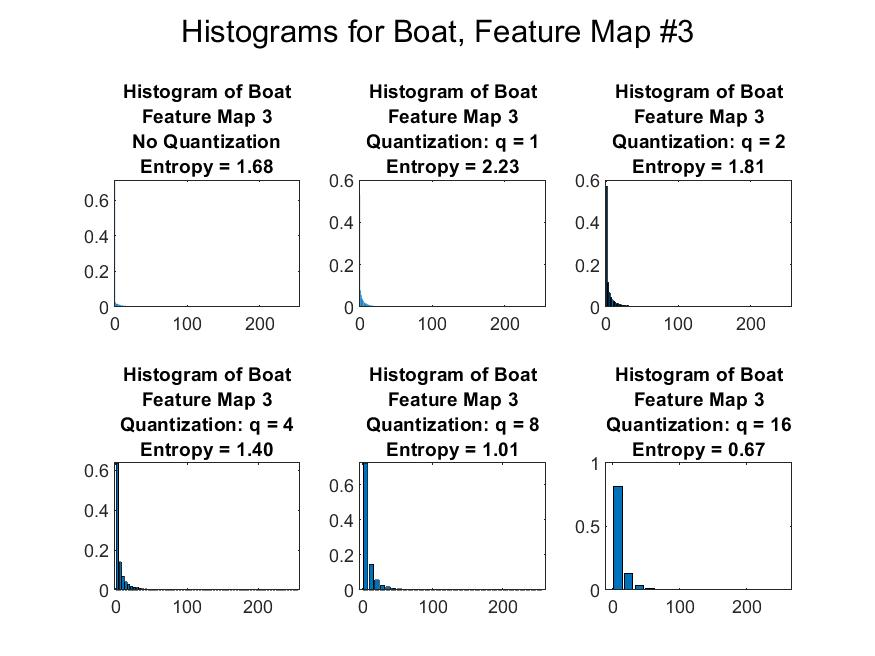 Histograms for Boat, Feature Map #3
Histogram of Boat
Feature Map 3
No Quantization
Entropy = 1.68
0.6
0.4
0.2
0
0 100 200
Histogram of Boat
Feature Map 3
Quantization: q = 1
Entropy = 2.23
0.6
0.4
0.2
0
0 100 200
Histogram of Boat
Feature Map 3
Quantization: q = 2
Entropy = 1.81
0.6
0.4
0.2
0
0 100 200
Histogram of Boat
Feature Map 3
Quantization: q = 4
Entropy = 1.40
0.6
0.4
0.2
0
0 100 200
Histogram of Boat
Feature Map 3
Quantization: q = 8
Entropy = 1.01
0.6
0.4
0.2
0
0 100 200
Histogram of Boat
Feature Map 3
Quantization: q = 16
Entropy = 0.67
1
0.5
0
0 100 200